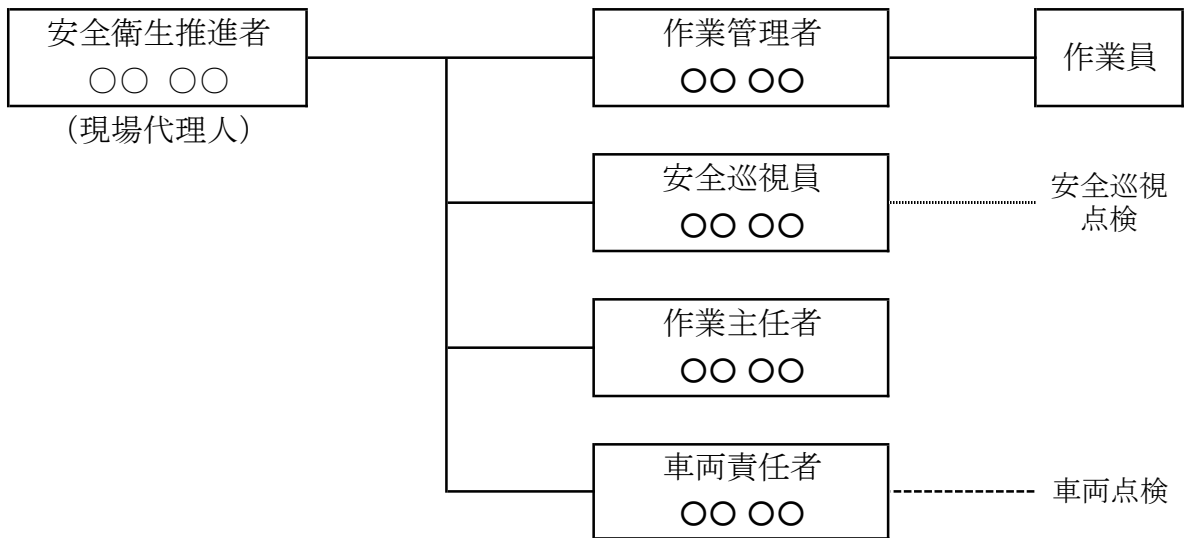 安全衛生推進者
○○ ○○
(現場代理人)
作業管理者
○○ ○○
作業員
安全巡視員
○○ ○○
安全巡視
点検
作業主任者
○○ ○○
車両責任者
○○ ○○
車両点検